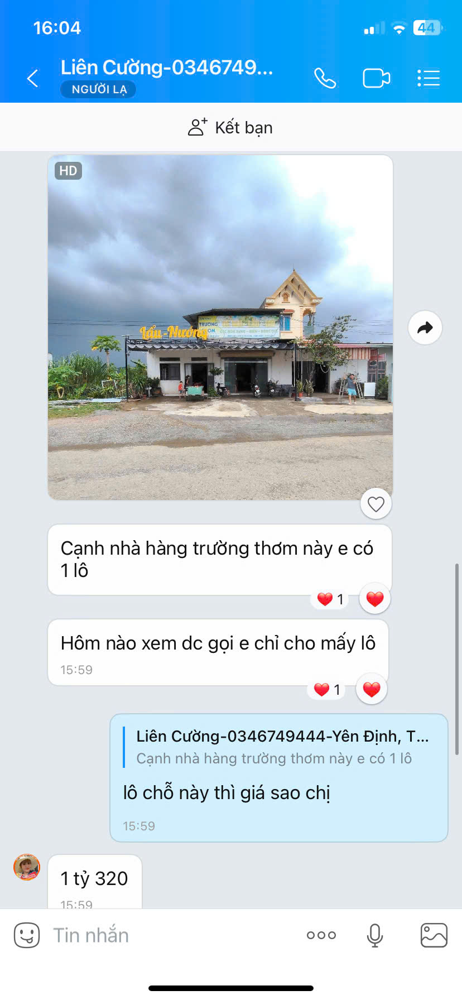 16:04
44
Liên Cường-0346749...
NGƯỜI LẠ
Kết bạn
HD
Lẩu-Nướng
TRƯỜNG
OM
Cạnh nhà hàng trường thơm này e có
1 lô
1
Hôm nào xem dc gọi e chỉ cho mấy lô
15:59
1
Liên Cường-0346749444-Yên Định, T...
Cạnh nhà hàng trường thơm này e có 1 lô
lô chỗ này thì giá sao chị
15:59
1 tỷ 320
15:59
Tin nhắn